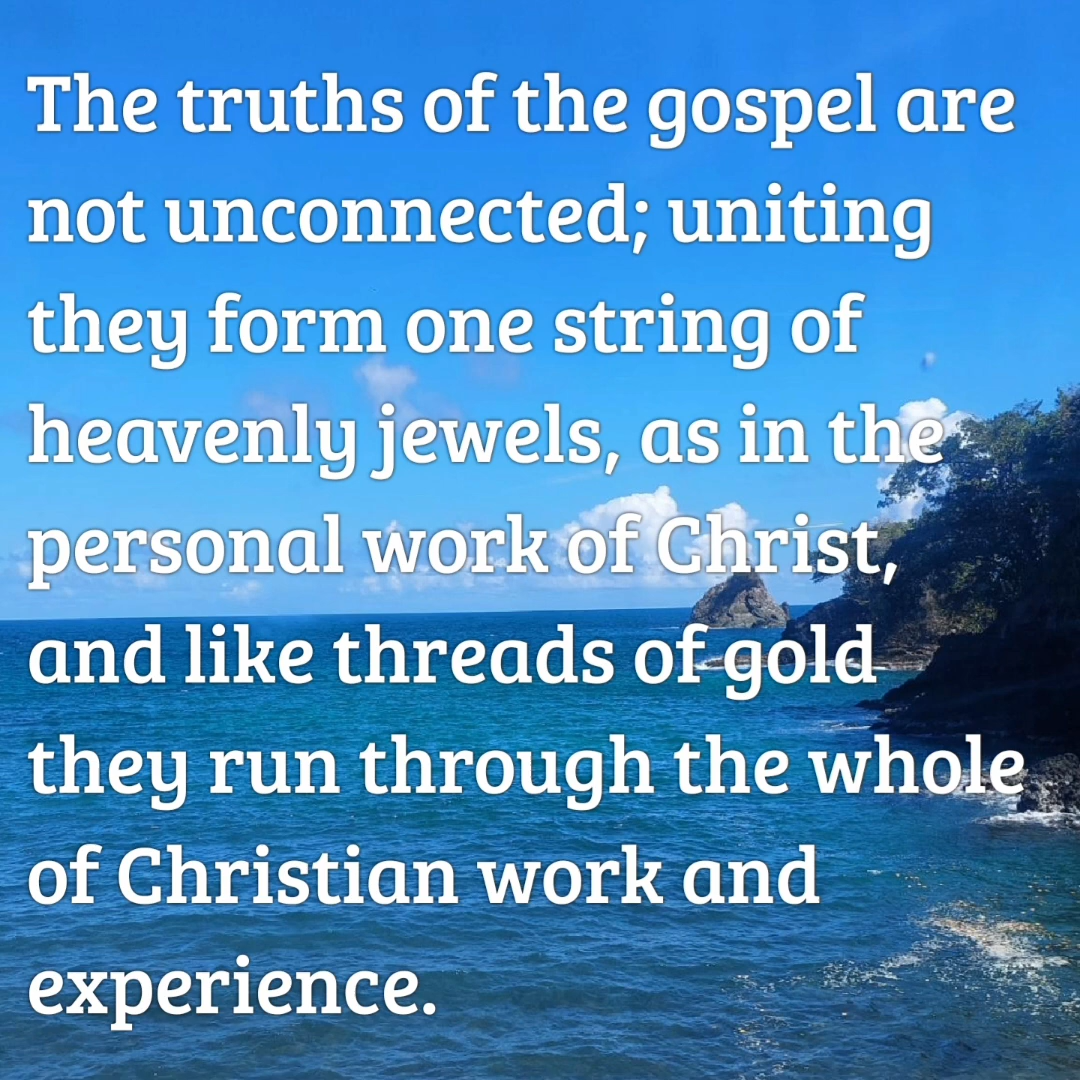 The truths of the gospel are
not unconnected; uniting
they form one string of
heavenly jewels, as in the
personal work of Christ,
and like threads of gold
they run through the whole
of Christian work and
experience.